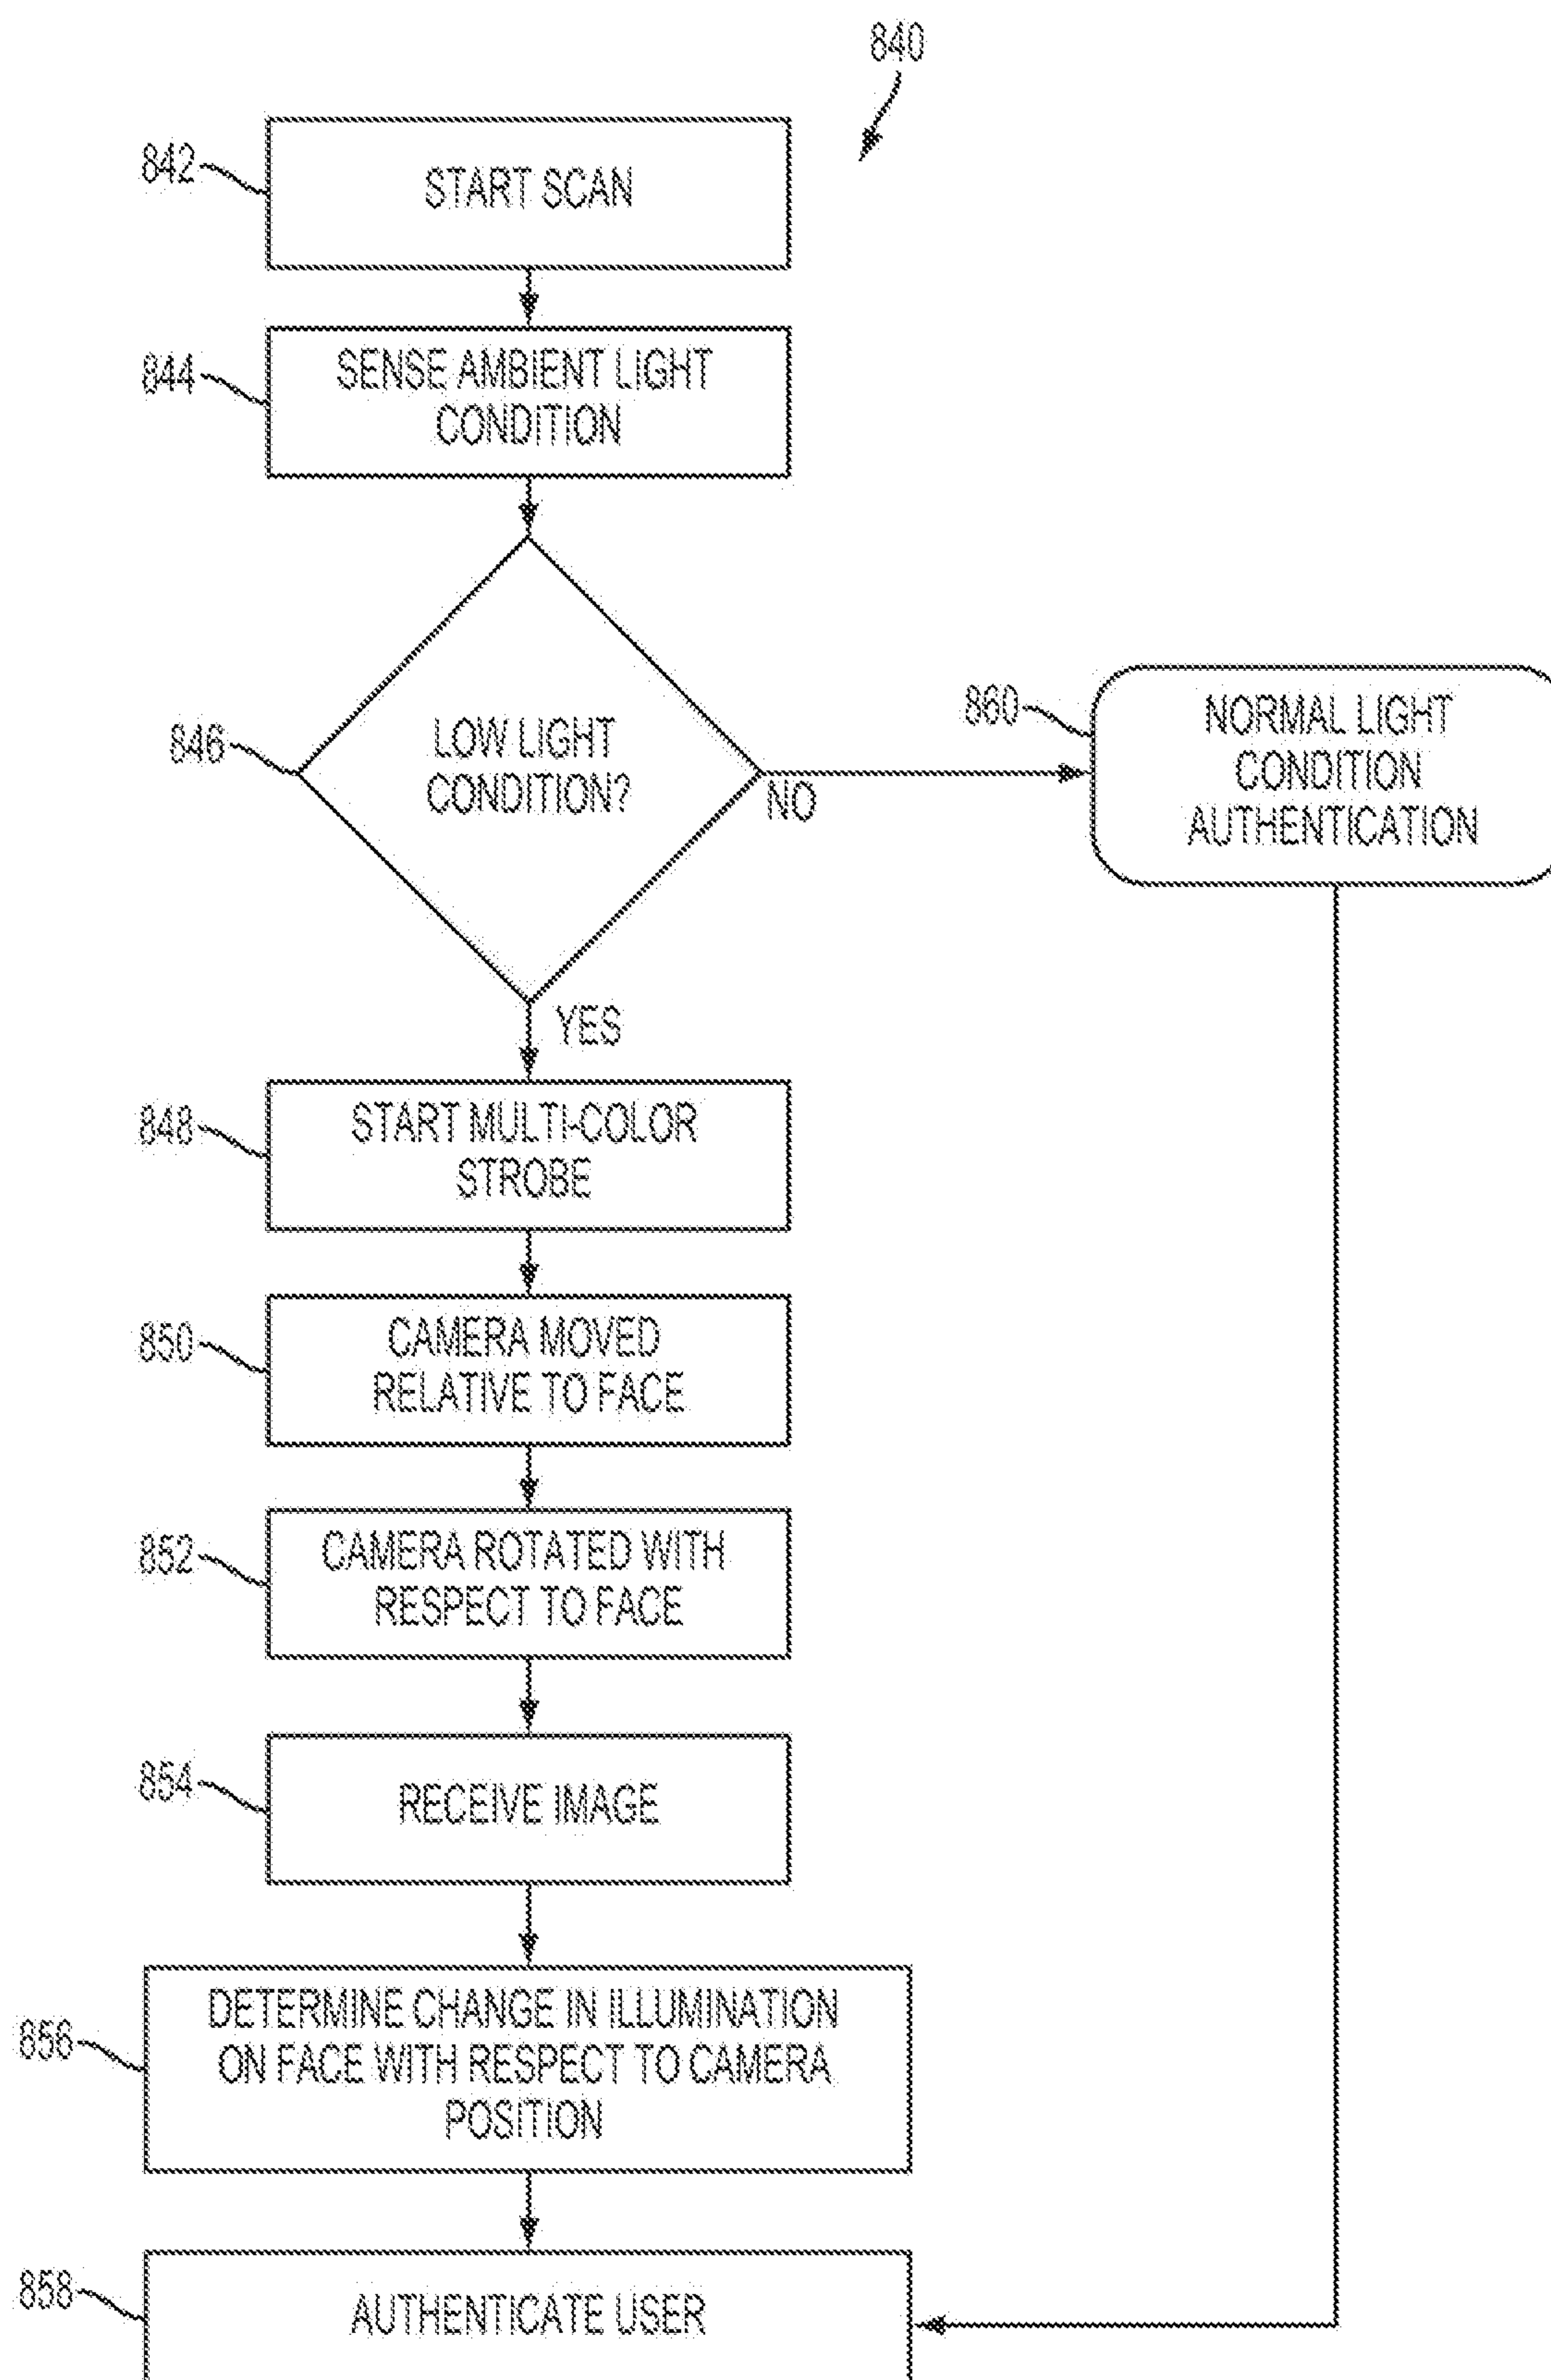 840
842
START SCAN
844
SENSE AMBIENT LIGHT
CONDITION
846
LOW LIGHT
CONDITION?
NO
860
NORMAL LIGHT
CONDITION
AUTHENTICATION
YES
848
START MULTI-COLOR
STROBE
850
CAMERA MOVED
RELATIVE TO FACE
852
CAMERA ROTATED WITH
RESPECT TO FACE
854
RECEIVE IMAGE
856
DETERMINE CHANGE IN ILLUMINATION
ON FACE WITH RESPECT TO CAMERA
POSITION
858
AUTHENTICATE USER